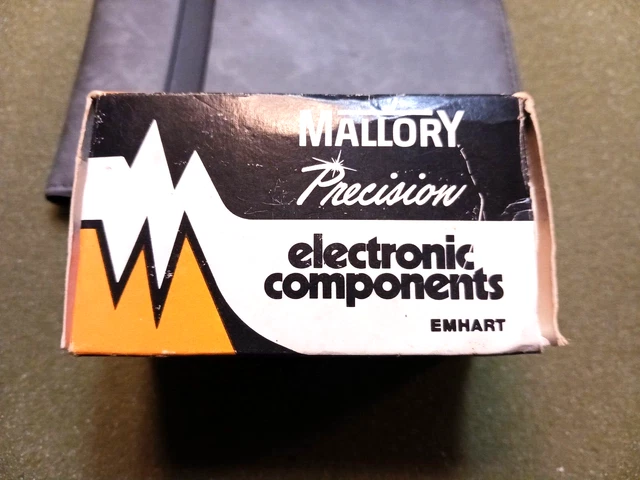 MALLORY
Precision
electronic
components
EMHART